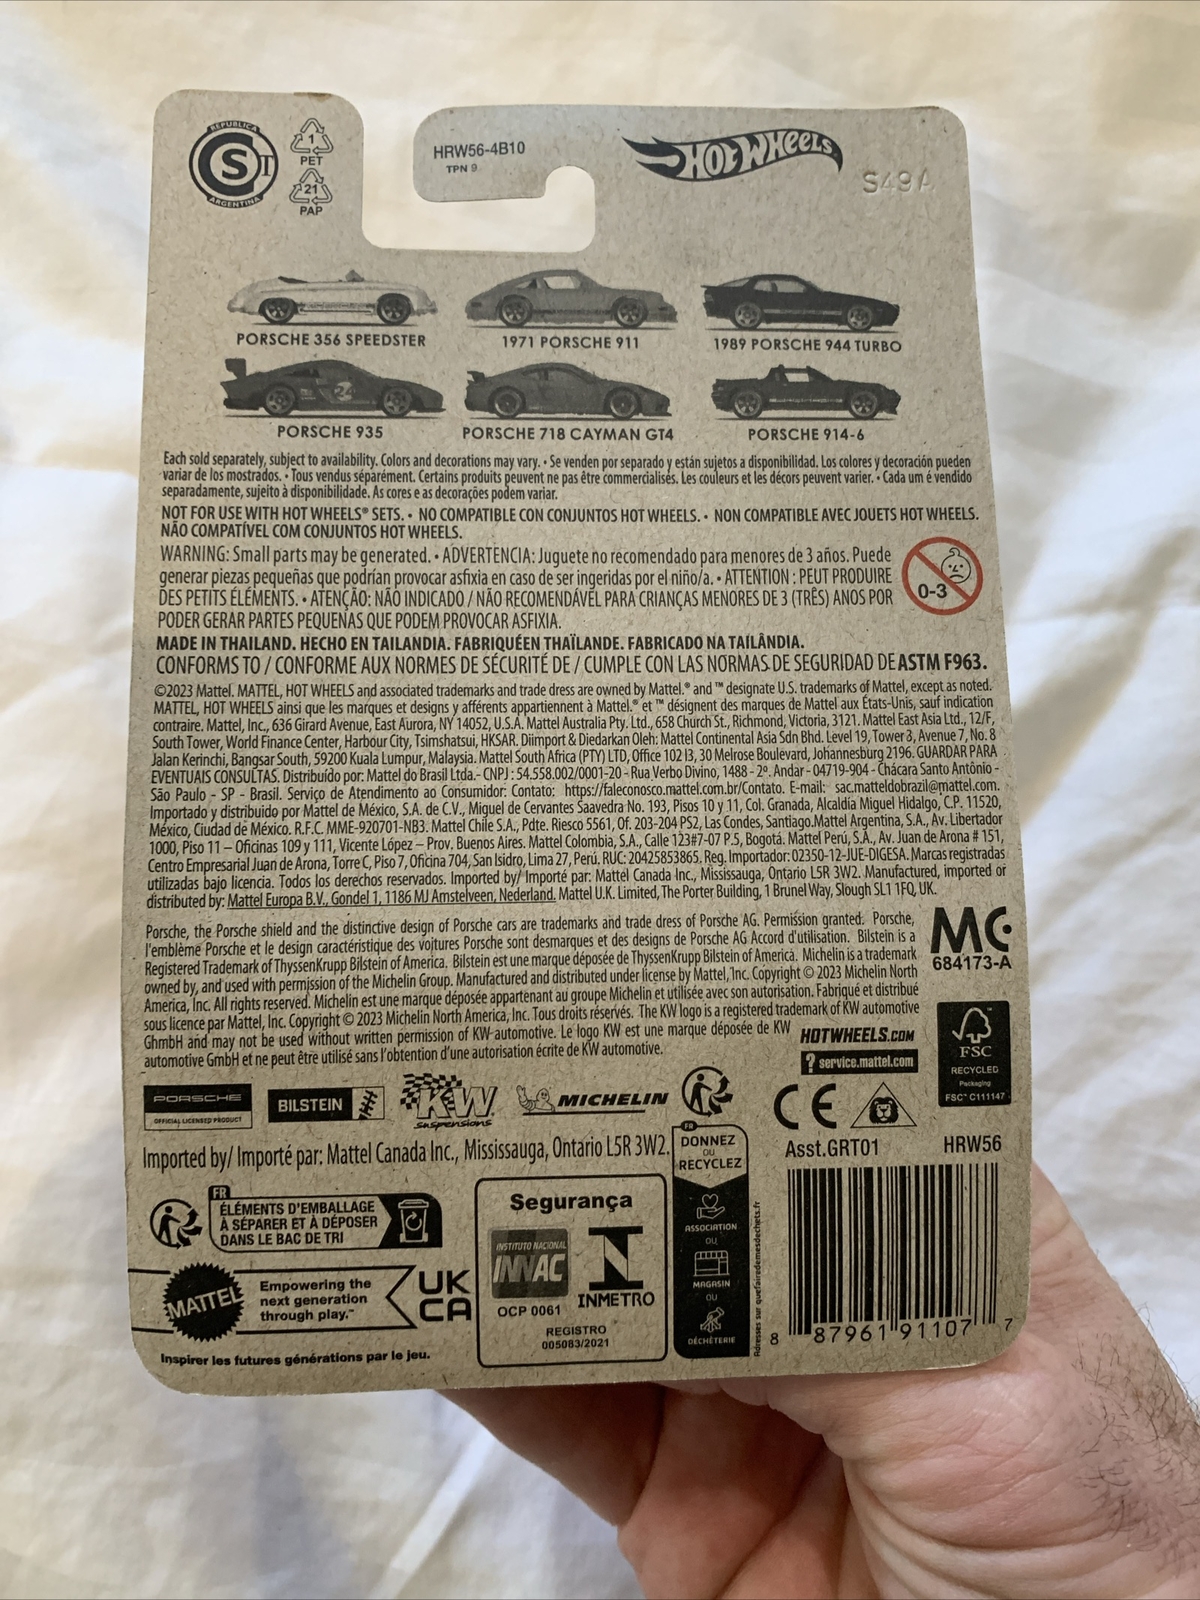 REPUBLICA
CSI
ARGENTINA
1
PET
21
PAP
HRW56-4B10
TPN 9
HOT WHEELS
S49A
PORSCHE 356 SPEEDSTER
1971 PORSCHE 911
1989 PORSCHE 944 TURBO
PORSCHE 935
PORSCHE 718 CAYMAN GT4
PORSCHE 914-6
Each sold separately, subject to availability. Colors and decorations may vary. • Se venden por separado y están sujetos a disponibilidad. Los colores y decoración pueden
variar de los mostrados. • Tous vendus séparément. Certains produits peuvent ne pas être commercialisés. Les couleurs et les décors peuvent varier. • Cada um é vendido
separadamente, sujeito à disponibilidade. As cores e as decorações podem variar.
NOT FOR USE WITH HOT WHEELS® SETS. • NO COMPATIBLE CON CONJUNTOS HOT WHEELS. • NON COMPATIBLE AVEC JOUETS HOT WHEELS.
NÃO COMPATÍVEL COM CONJUNTOS HOT WHEELS.
WARNING: Small parts may be generated. • ADVERTENCIA: Juguete no recomendado para menores de 3 años. Puede
generar piezas pequeñas que podrían provocar asfixia en caso de ser ingeridas por el niño/a. • ATTENTION : PEUT PRODUIRE
DES PETITS ÉLÉMENTS. • ATENÇÃO: NÃO INDICADO / NÃO RECOMENDÁVEL PARA CRIANÇAS MENORES DE 3 (TRÊS) ANOS POR
PODER GERAR PARTES PEQUENAS QUE PODEM PROVOCAR ASFIXIA.
0-3
MADE IN THAILAND. HECHO EN TAILANDIA. FABRIQUÉEN THAÏLANDE. FABRICADO NA TAILÂNDIA.
CONFORMS TO / CONFORME AUX NORMES DE SÉCURITÉ DE / CUMPLE CON LAS NORMAS DE SEGURIDAD DE ASTM F963.
©2023 Mattel. MATTEL, HOT WHEELS and associated trademarks and trade dress are owned by Mattel.® and ™ designate U.S. trademarks of Mattel, except as noted.
MATTEL, HOT WHEELS ainsi que les marques et designs y afférents appartiennent à Mattel.® et ™ désignent des marques de Mattel aux États-Unis, sauf indication
contraire. Mattel, Inc., 636 Girard Avenue, East Aurora, NY 14052, U.S.A. Mattel Australia Pty. Ltd., 658 Church St., Richmond, Victoria, 3121. Mattel East Asia Ltd., 12/F,
South Tower, World Finance Center, Harbour City, Tsimshatsui, HKSAR. Diimport & Diedarkan Oleh: Mattel Continental Asia Sdn Bhd. Level 19, Tower 3, Avenue 7, No. 8
Jalan Kerinchi, Bangsar South, 59200 Kuala Lumpur, Malaysia. Mattel South Africa (PTY) LTD, Office 102 I3, 30 Melrose Boulevard, Johannesburg 2196. GUARDAR PARA
EVENTUAIS CONSULTAS. Distribuído por: Mattel do Brasil Ltda.- CNPJ : 54.558.002/0001-20 - Rua Verbo Divino, 1488 - 2º. Andar - 04719-904 - Chácara Santo Antônio -
São Paulo - SP - Brasil. Serviço de Atendimento ao Consumidor: Contato: https://faleconosco.mattel.com.br/Contato. E-mail: sac.matteldobrazil@mattel.com.
Importado y distribuido por Mattel de México, S.A. de C.V., Miguel de Cervantes Saavedra No. 193, Pisos 10 y 11, Col. Granada, Alcaldía Miguel Hidalgo, C.P. 11520,
México, Ciudad de México. R.F.C. MME-920701-NB3. Mattel Chile S.A., Pdte. Riesco 5561, Of. 203-204 PS2, Las Condes, Santiago.Mattel Argentina, S.A., Av. Libertador
1000, Piso 11 – Oficinas 109 y 111, Vicente López – Prov. Buenos Aires. Mattel Colombia, S.A., Calle 123#7-07 P.5, Bogotá. Mattel Perú, S.A., Av. Juan de Arona # 151,
Centro Empresarial Juan de Arona, Torre C, Piso 7, Oficina 704, San Isidro, Lima 27, Perú. RUC: 20425853865, Reg. Importador: 02350-12-JUE-DIGESA. Marcas registradas
utilizadas bajo licencia. Todos los derechos reservados. Imported by/ Importé par: Mattel Canada Inc., Mississauga, Ontario L5R 3W2. Manufactured, imported or
distributed by: Mattel Europa B.V., Gondel 1, 1186 MJ Amstelveen, Nederland. Mattel U.K. Limited, The Porter Building, 1 Brunel Way, Slough SL1 1FQ, UK.
Porsche, the Porsche shield and the distinctive design of Porsche cars are trademarks and trade dress of Porsche AG. Permission granted. Porsche,
l'emblème Porsche et le design caractéristique des voitures Porsche sont desmarques et des designs de Porsche AG Accord d'utilisation. Bilstein is a
Registered Trademark of ThyssenKrupp Bilstein of America. Bilstein est une marque déposée de ThyssenKrupp Bilstein of America. Michelin is a trademark
owned by, and used with permission of the Michelin Group. Manufactured and distributed under license by Mattel, Inc. Copyright © 2023 Michelin North
America, Inc. All rights reserved. Michelin est une marque déposée appartenant au groupe Michelin et utilisée avec son autorisation. Fabriqué et distribué
sous licence par Mattel, Inc. Copyright © 2023 Michelin North America, Inc. Tous droits réservés. The KW logo is a registered trademark of KW automotive
GhmbH and may not be used without written permission of KW automotive. Le logo KW est une marque déposée de KW
automotive GmbH et ne peut être utilisé sans l'obtention d'une autorisation écrite de KW automotive.
MC
684173-A
HOTWHEELS.COM
? service.mattel.com
FSC
RECYCLED
Packaging
FSC® C111147
PORSCHE
OFFICIAL LICENSED PRODUCT
BILSTEIN
KW
suspensions
MICHELIN
CE
Imported by/ Importé par: Mattel Canada Inc., Mississauga, Ontario L5R 3W2.
FR
DONNEZ
OU
RECYCLEZ
ASSOCIATION
OU
MAGASIN
OU
DÉCHÈTERIE
Adresses sur quefairedemesdechets.fr
Asst.GRT01
HRW56
8 87961 91107 7
FR
ÉLÉMENTS D'EMBALLAGE
À SÉPARER ET À DÉPOSER
DANS LE BAC DE TRI
MATTEL
Empowering the
next generation
through play.™
UK
CA
Inspirer les futures générations par le jeu.
Segurança
INSTITUTO NACIONAL
INNAC
OCP 0061
INMETRO
REGISTRO
005083/2021